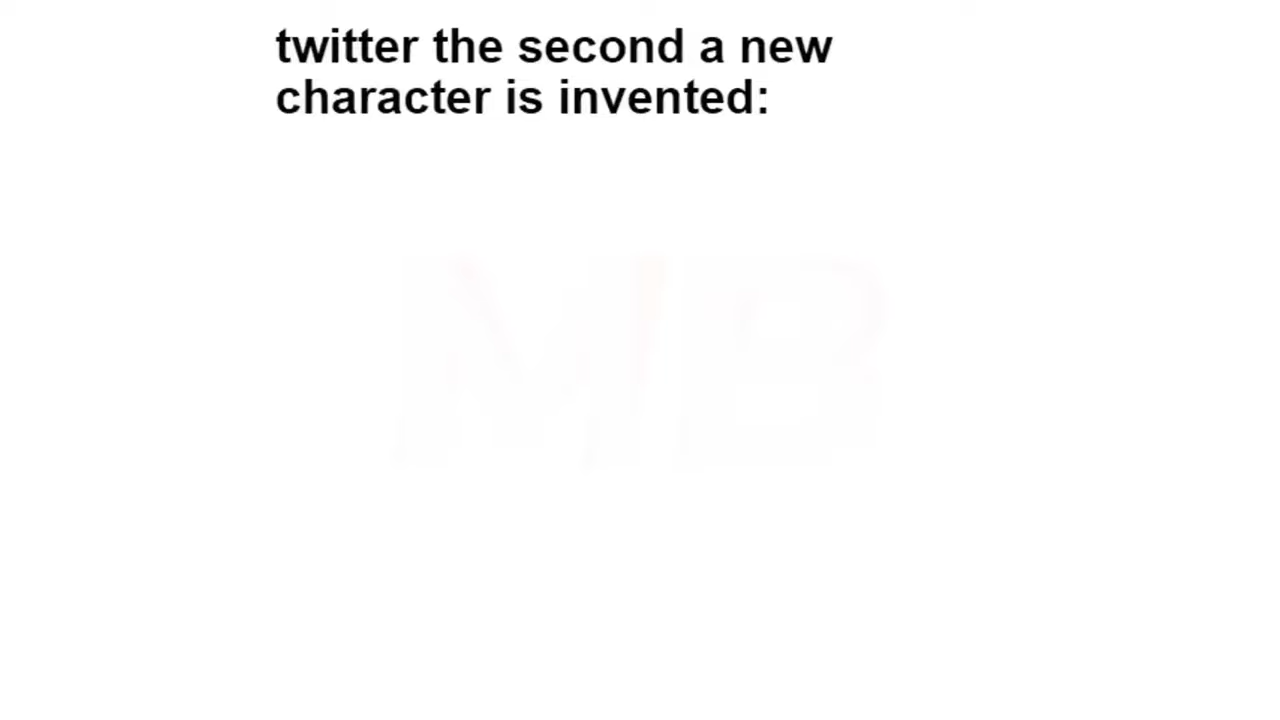 twitter the second a new
character is invented: